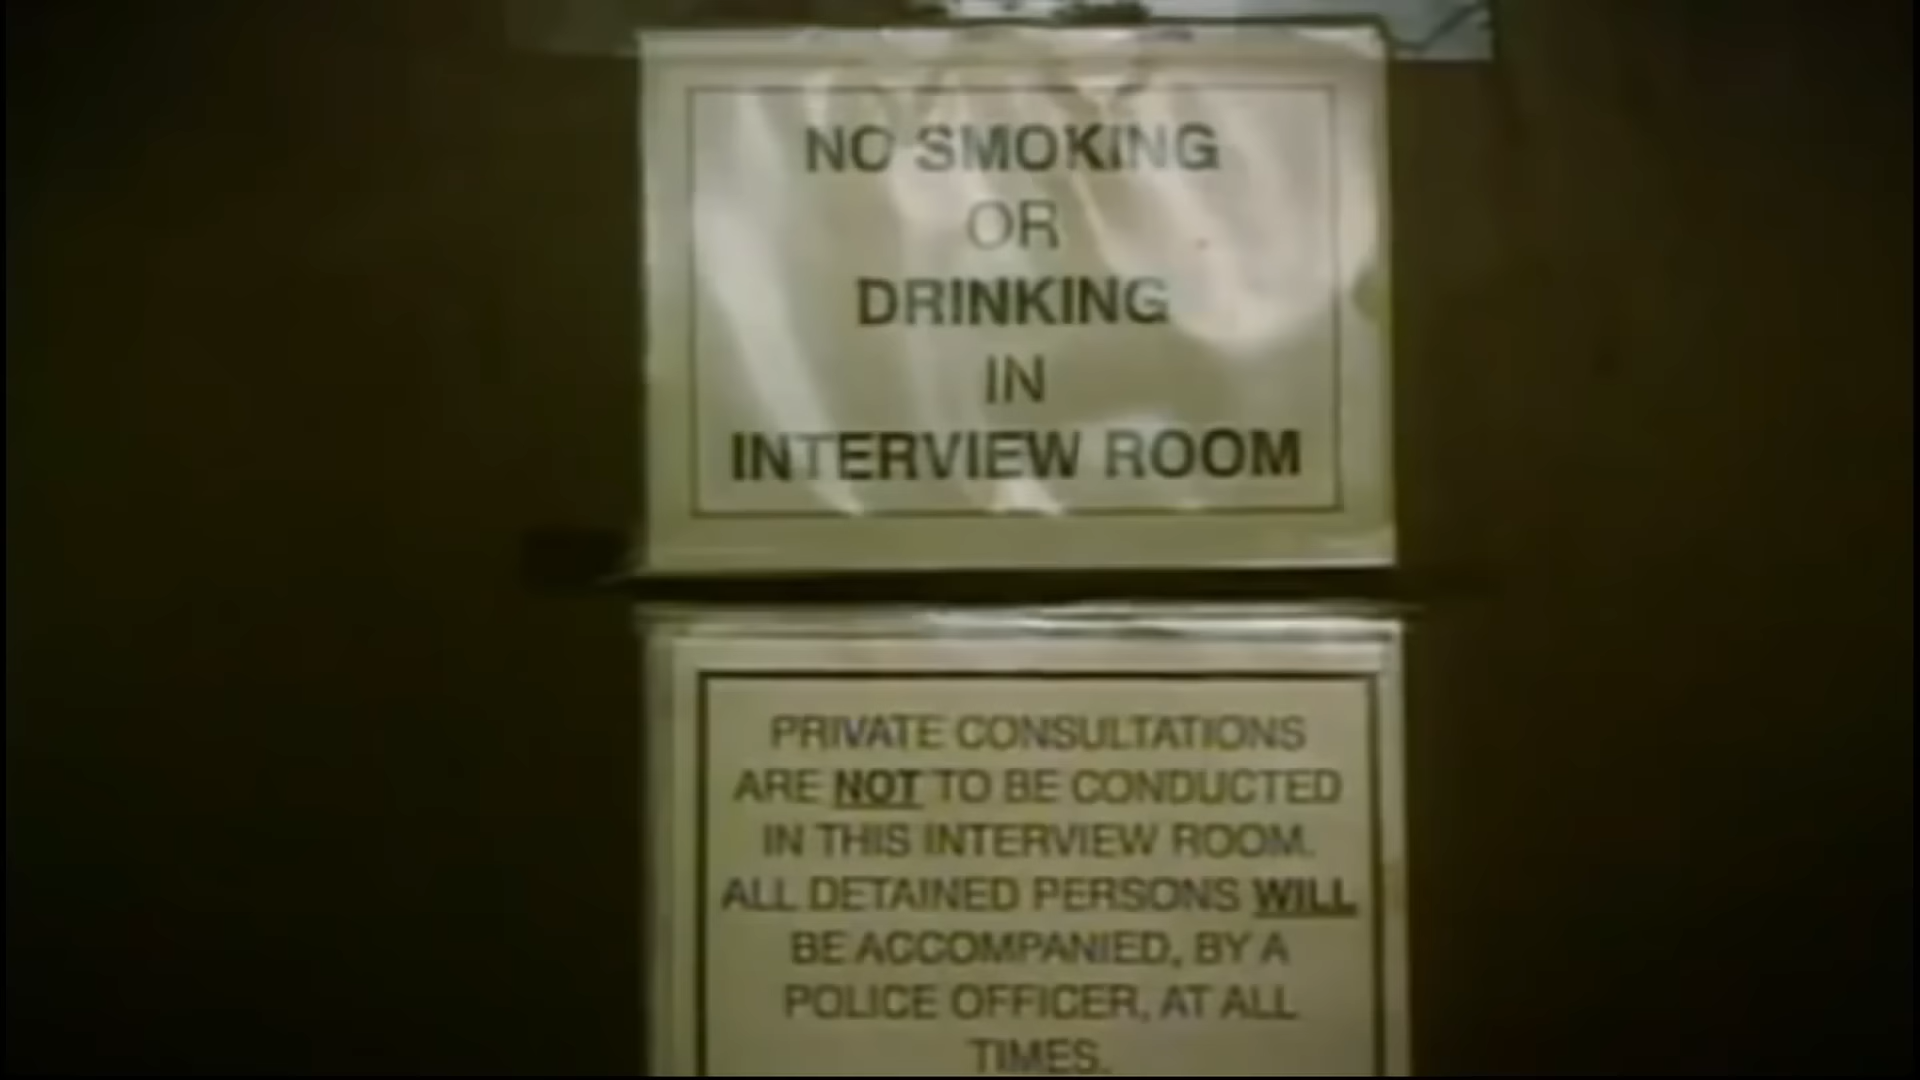 NO SMOKING
OR
DRINKING
IN
INTERVIEW ROOM
PRIVATE CONSULTATIONS
ARE NOT TO BE CONDUCTED
IN THIS INTERVIEW ROOM.
ALL DETAINED PERSONS WILL
BE ACCOMPANIED, BY A
POLICE OFFICER, AT ALL
TIMES.